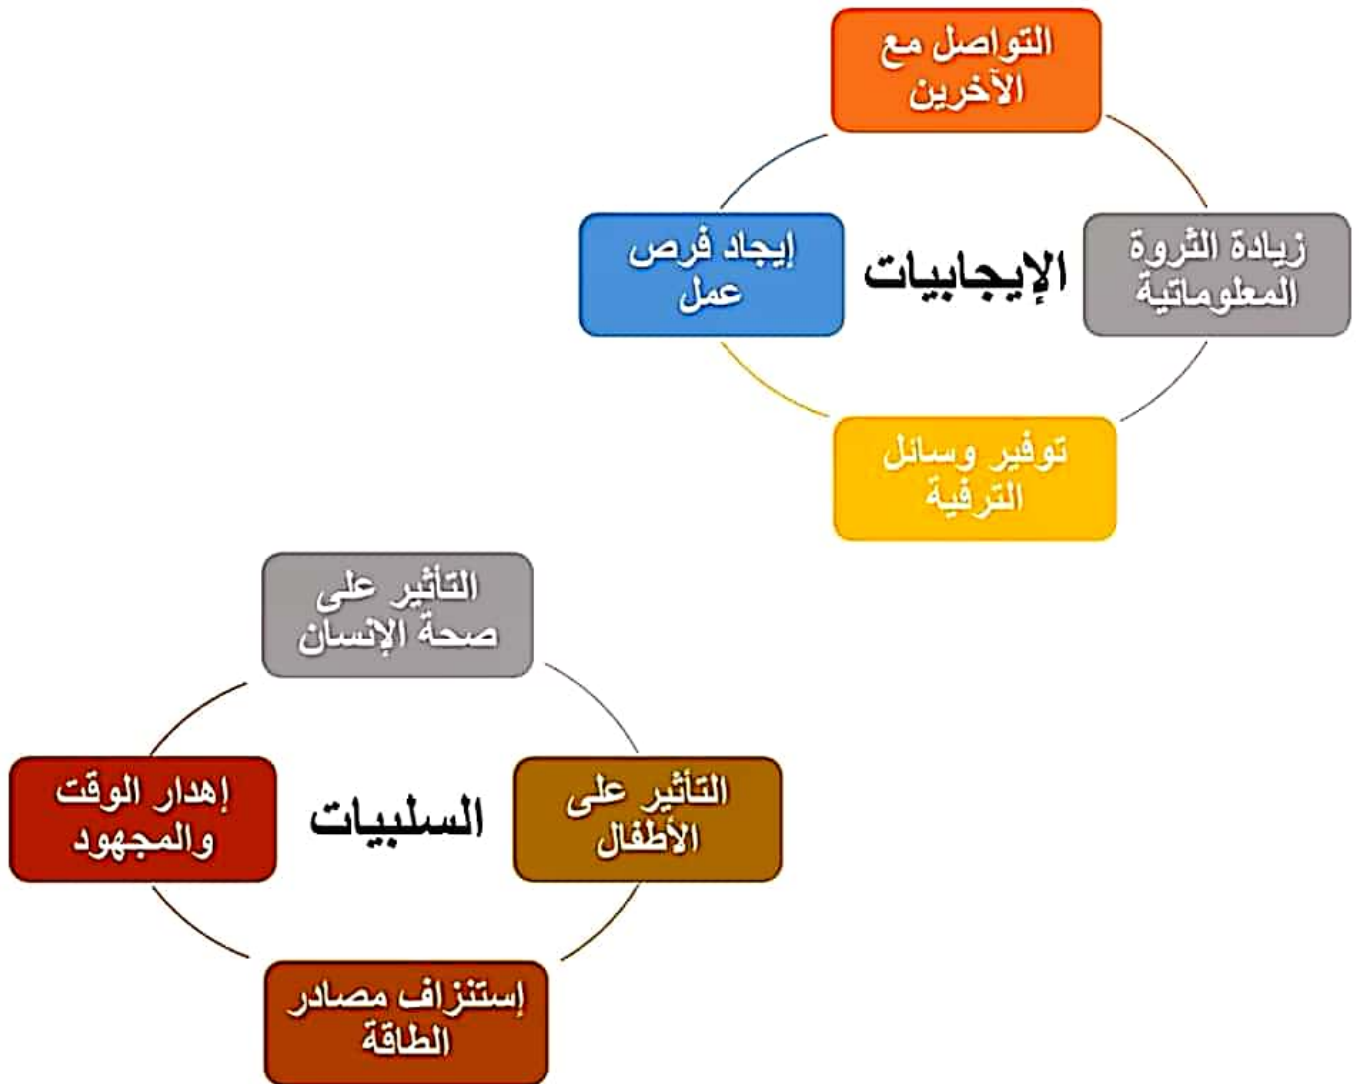 التواصل مع
الآخرين
زيادة الثروة
المعلوماتية
الإيجابيات
إيجاد فرص
عمل
توفير وسائل
الترفية
التأثير على
صحة الإنسان
التأثير على
الأطفال
السلبيات
إهدار الوقت
والمجهود
إستنزاف مصادر
الطاقة